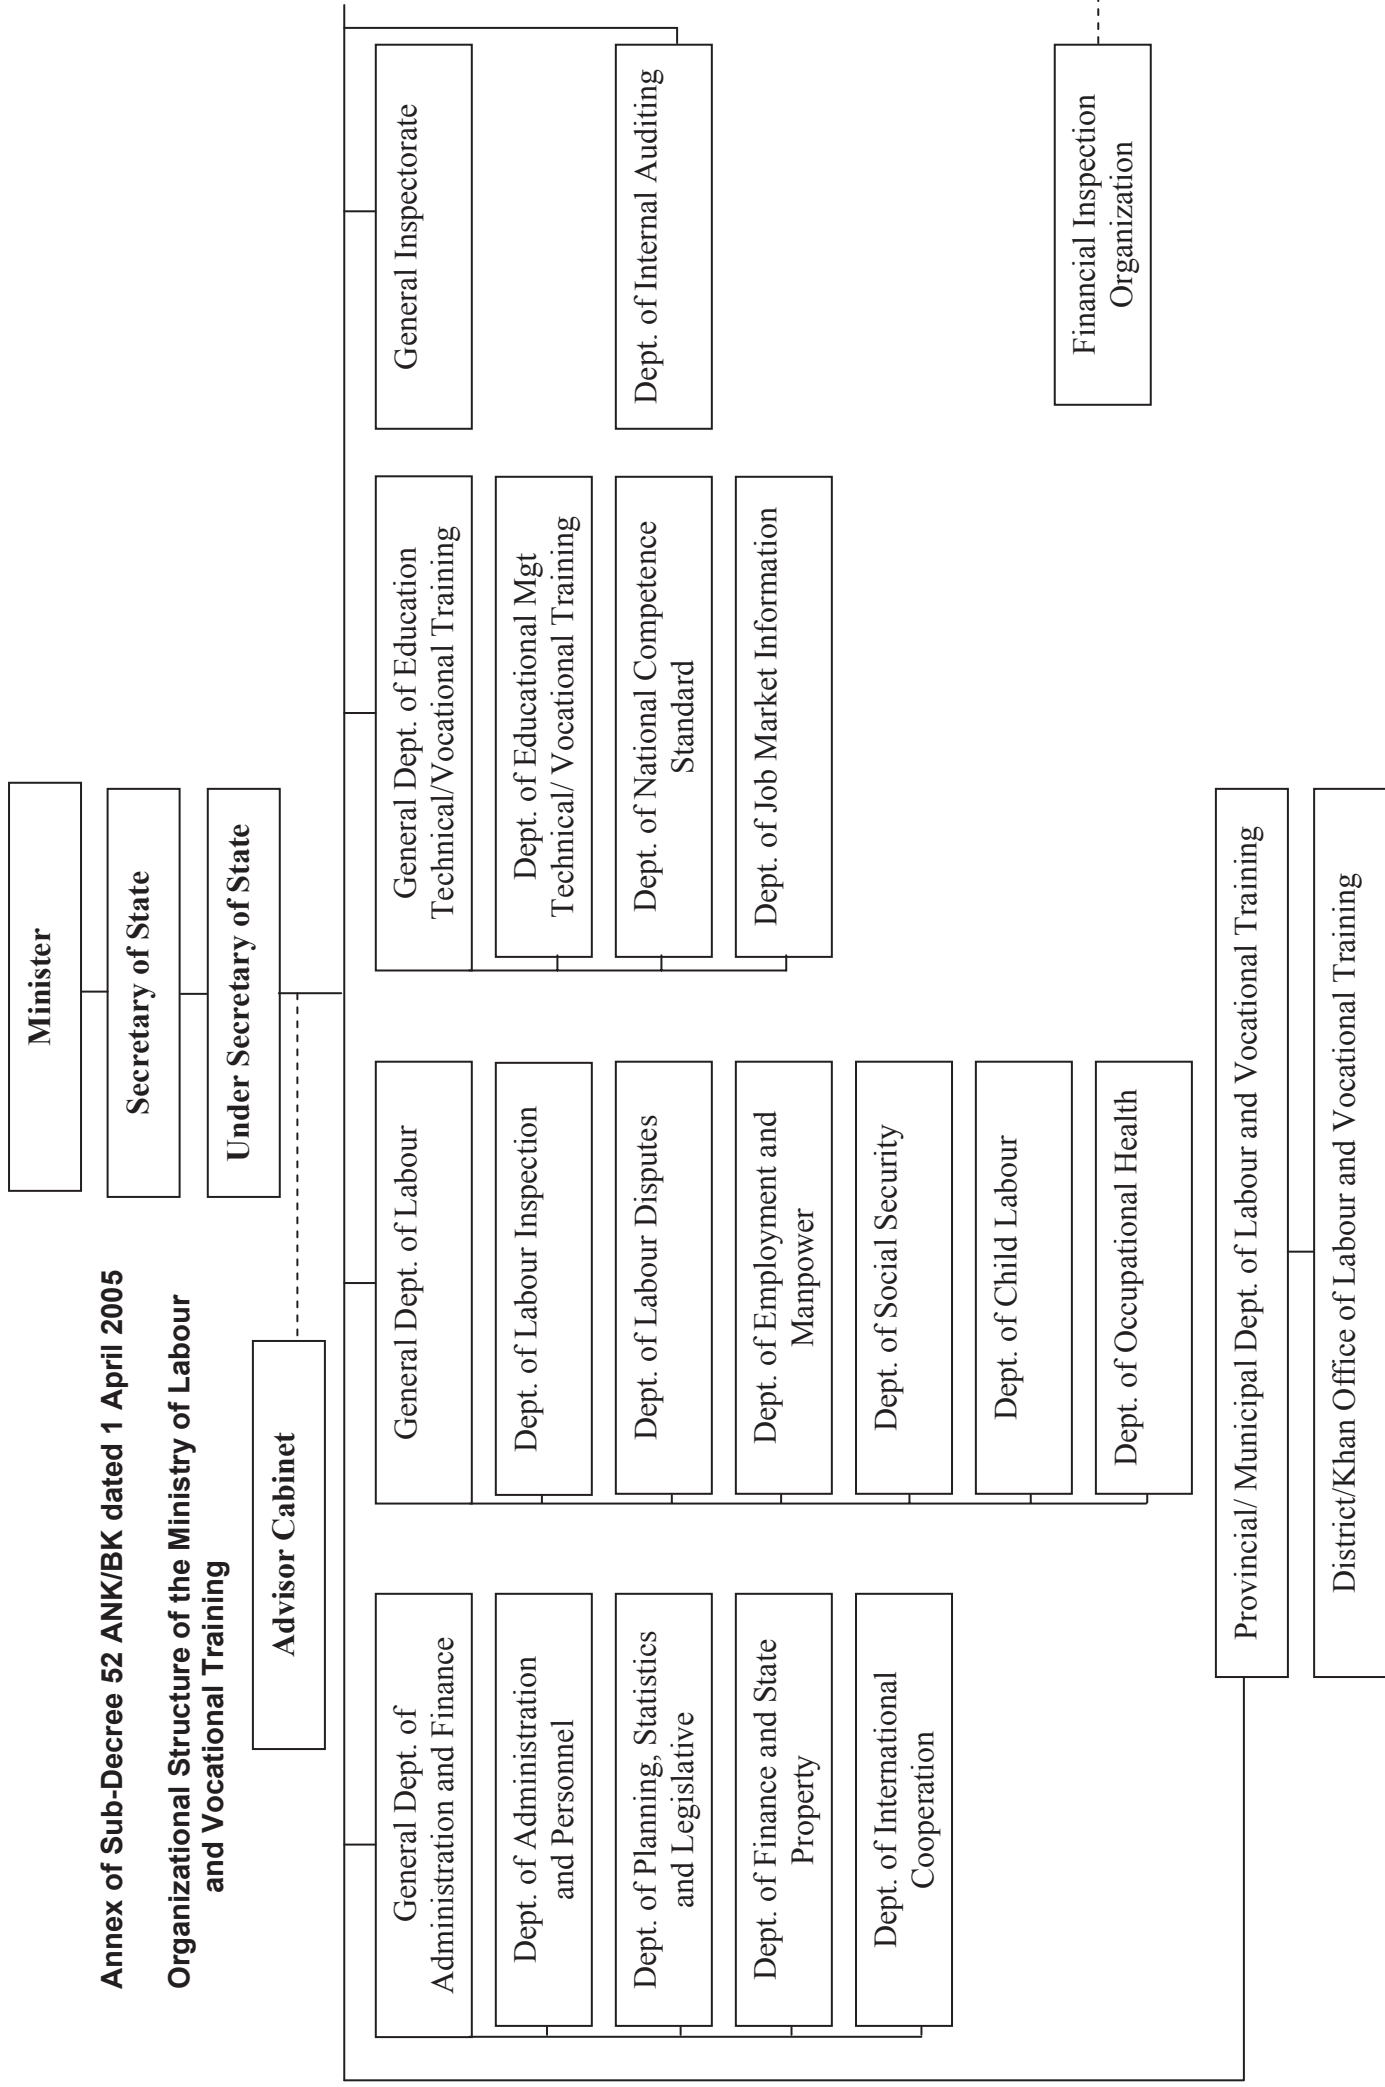 Annex of Sub-Decree 52 ANK/BK dated 1 April 2005
Organizational Structure of the Ministry of Labour
and Vocational Training
Minister
Secretary of State
Under Secretary of State
Advisor Cabinet
General Dept. of
Administration and Finance
Dept. of Administration
and Personnel
Dept. of Planning, Statistics
and Legislative
Dept. of Finance and State
Property
Dept. of International
Cooperation
General Dept. of Labour
Dept. of Labour Inspection
Dept. of Labour Disputes
Dept. of Employment and
Manpower
Dept. of Social Security
Dept. of Child Labour
Dept. of Occupational Health
General Dept. of Education
Technical/Vocational Training
Dept. of Educational Mgt
Technical/ Vocational Training
Dept. of National Competence
Standard
Dept. of Job Market Information
General Inspectorate
Dept. of Internal Auditing
Financial Inspection
Organization
Provincial/ Municipal Dept. of Labour and Vocational Training
District/Khan Office of Labour and Vocational Training